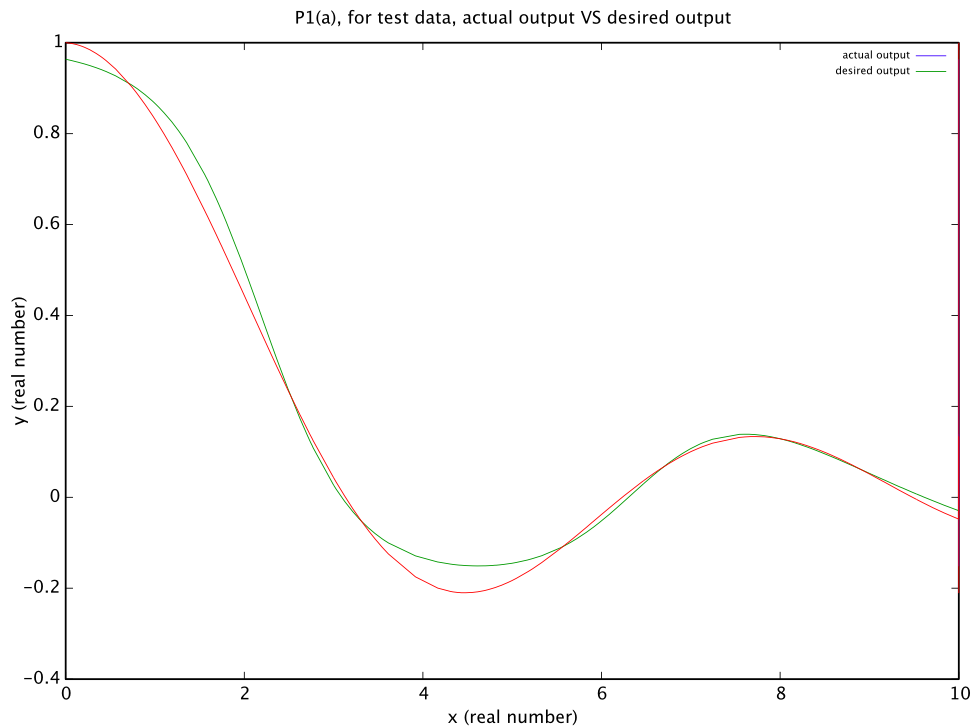 P1(a), for test data, actual output VS desired output
actual output
desired output
1
0.8
0.6
0.4
0.2
0
−0.2
−0.4
y (real number)
0 2 4 6 8 10
x (real number)